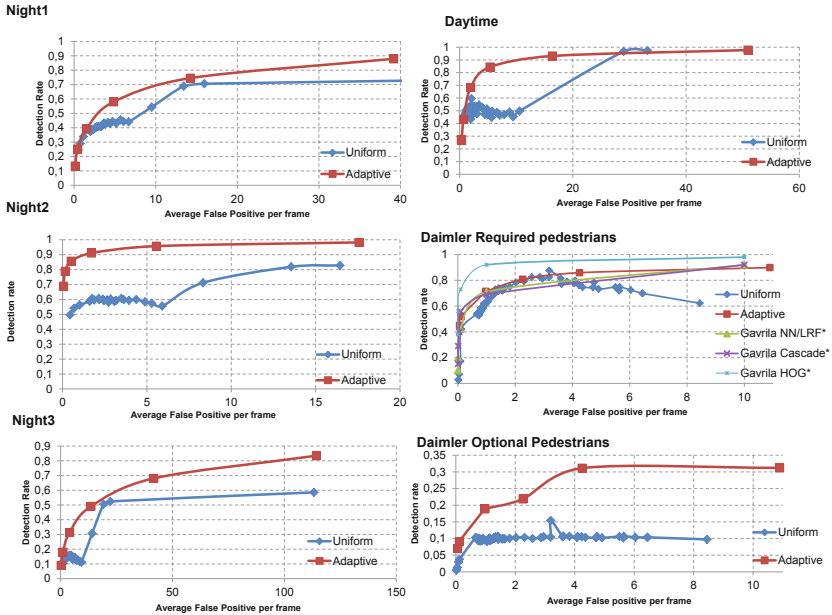 Night1
Detection Rate
1
0,9
0,8
0,7
0,6
0,5
0,4
0,3
0,2
0,1
0
0
10
20
30
40
Uniform
Adaptive
Average False Positive per frame
Daytime
Detection Rate
1
0,9
0,8
0,7
0,6
0,5
0,4
0,3
0,2
0,1
0
0
20
40
60
Uniform
Adaptive
Average False Positive per frame
Night2
Detection rate
1
0,9
0,8
0,7
0,6
0,5
0,4
0,3
0,2
0,1
0
0
5
10
15
20
Uniform
Adaptive
Average False Positive per frame
Daimler Required pedestrians
Detection rate
1
0,8
0,6
0,4
0,2
0
0
2
4
6
8
10
Uniform
Adaptive
Gavrila NN/LRF*
Gavrila Cascade*
Gavrila HOG*
Average False positive per frame
Night3
Detection Rate
0,9
0,8
0,7
0,6
0,5
0,4
0,3
0,2
0,1
0
0
50
100
150
Uniform
Adaptive
Average False Positive per frame
Daimler Optional Pedestrians
Detection Rate
0,35
0,3
0,25
0,2
0,15
0,1
0,05
0
0
2
4
6
8
10
Uniform
Adaptive
Average False Positive per frame